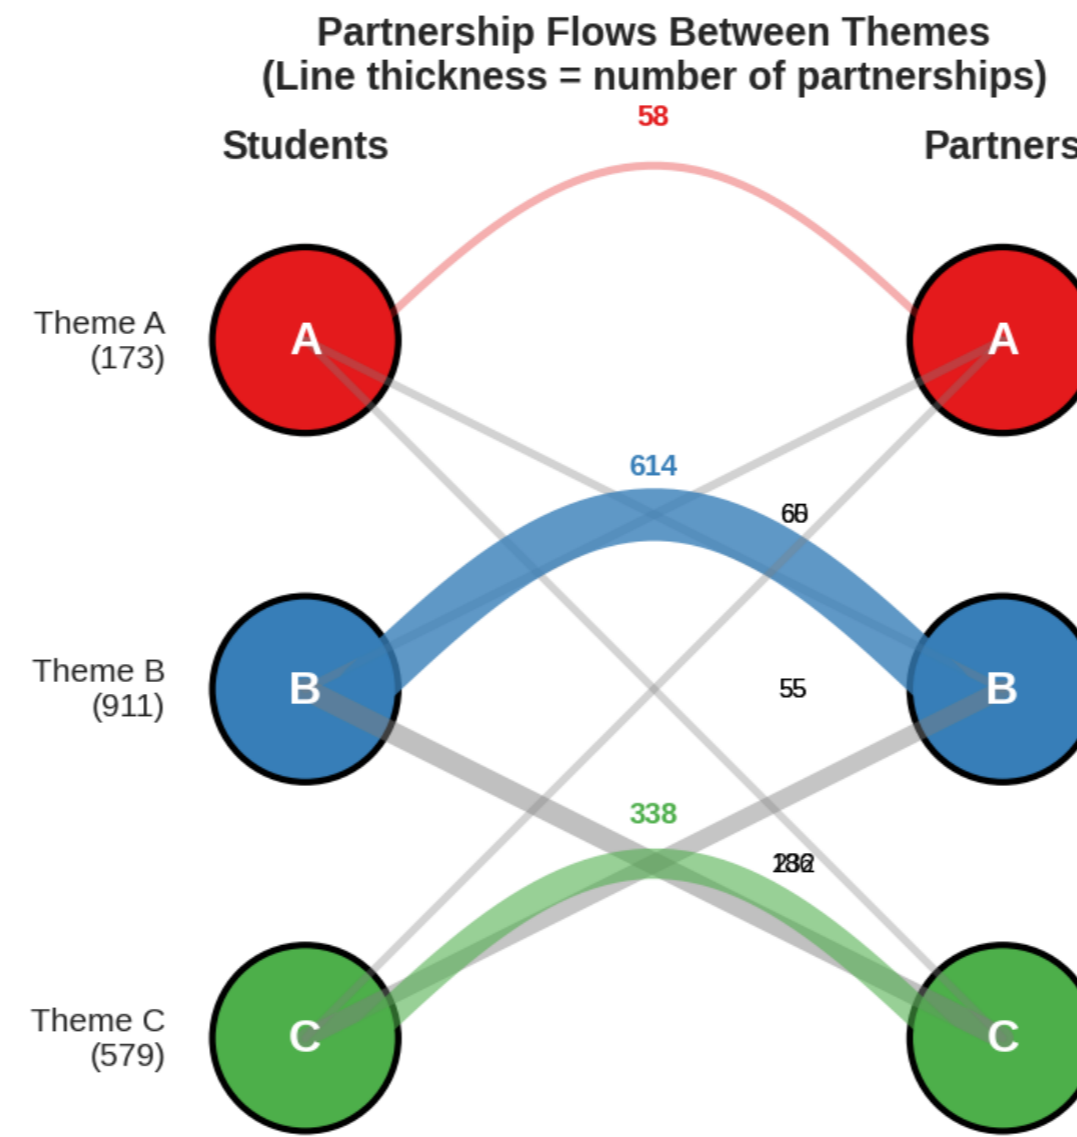 Partnership Flows Between Themes
(Line thickness = number of partnerships)
58
Students
Partners
Theme A
(173)
A
A
614
Theme B
(911)
B
B
55
338
Theme C
(579)
C
C